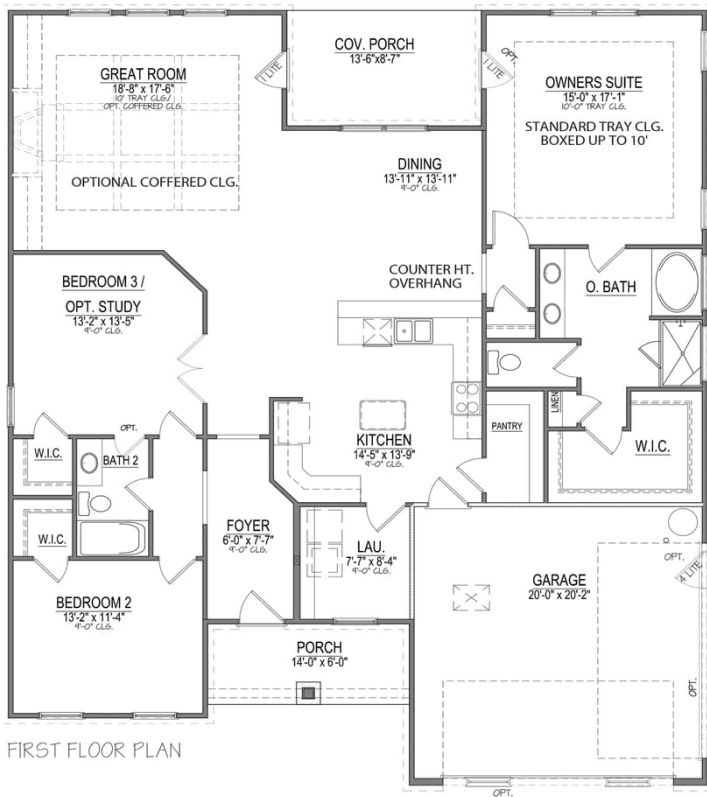 GREAT ROOM
18'-8" x 17'-6"
10' TRAY CLG./
OPT. COFFERED CLG.
OPTIONAL COFFERED CLG.
1 LITE
COV. PORCH
13'-6"x8'-7"
OPT.
1 LITE
OWNERS SUITE
15'-0" x 17'-1"
10'-0" TRAY CLG.
STANDARD TRAY CLG.
BOXED UP TO 10'
DINING
13'-11" x 13'-11"
9'-0" CLG.
COUNTER HT.
OVERHANG
O. BATH
BEDROOM 3 /
OPT. STUDY
13'-2" x 13'-5"
9'-0" CLG.
OPT.
W.I.C.
BATH 2
W.I.C.
KITCHEN
14'-5" x 13'-9"
9'-0" CLG.
PANTRY
LINEN
W.I.C.
FOYER
6'-0" x 7'-7"
9'-0" CLG.
LAU.
7'-7" x 8'-4"
9'-0" CLG.
BEDROOM 2
13'-2" x 11'-4"
9'-0" CLG.
PORCH
14'-0" x 6'-0"
GARAGE
20'-0" x 20'-2"
OPT.
4 LITE
OPT.
OPT.
FIRST FLOOR PLAN